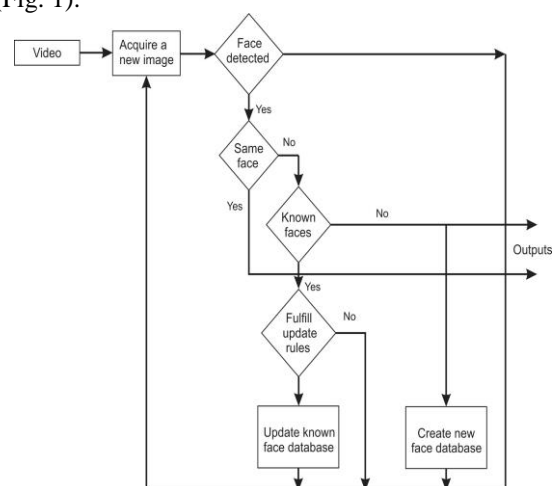 (Fig. 1).
Video
Acquire a
new image
Face
detected
Yes
Same
face
No
Yes
Known
faces
No
Outputs
Yes
Fulfill
update
rules
No
Update known
face database
Create new
face database